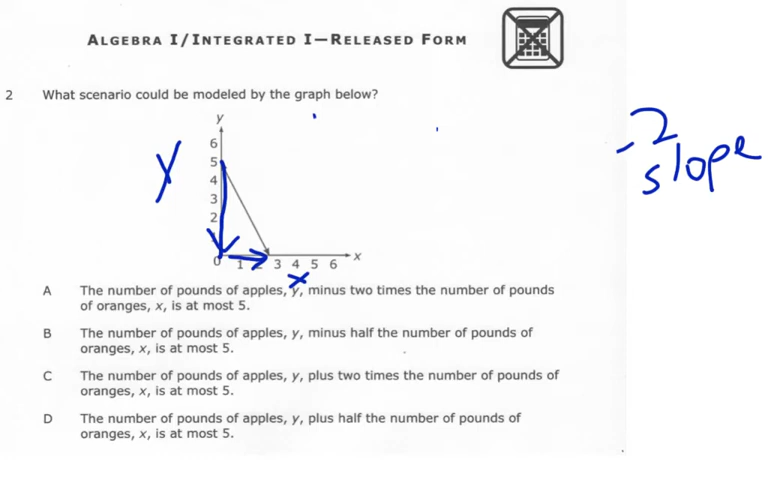 ALGEBRA I/INTEGRATED I—RELEASED FORM
2 What scenario could be modeled by the graph below?
y
6
5
4
3
2
0 1 2 3 4 5 6 x
Y
x
-2
slope
A The number of pounds of apples, y, minus two times the number of pounds
of oranges, x, is at most 5.
B The number of pounds of apples, y, minus half the number of pounds of
oranges, x, is at most 5.
C The number of pounds of apples, y, plus two times the number of pounds of
oranges, x, is at most 5.
D The number of pounds of apples, y, plus half the number of pounds of
oranges, x, is at most 5.